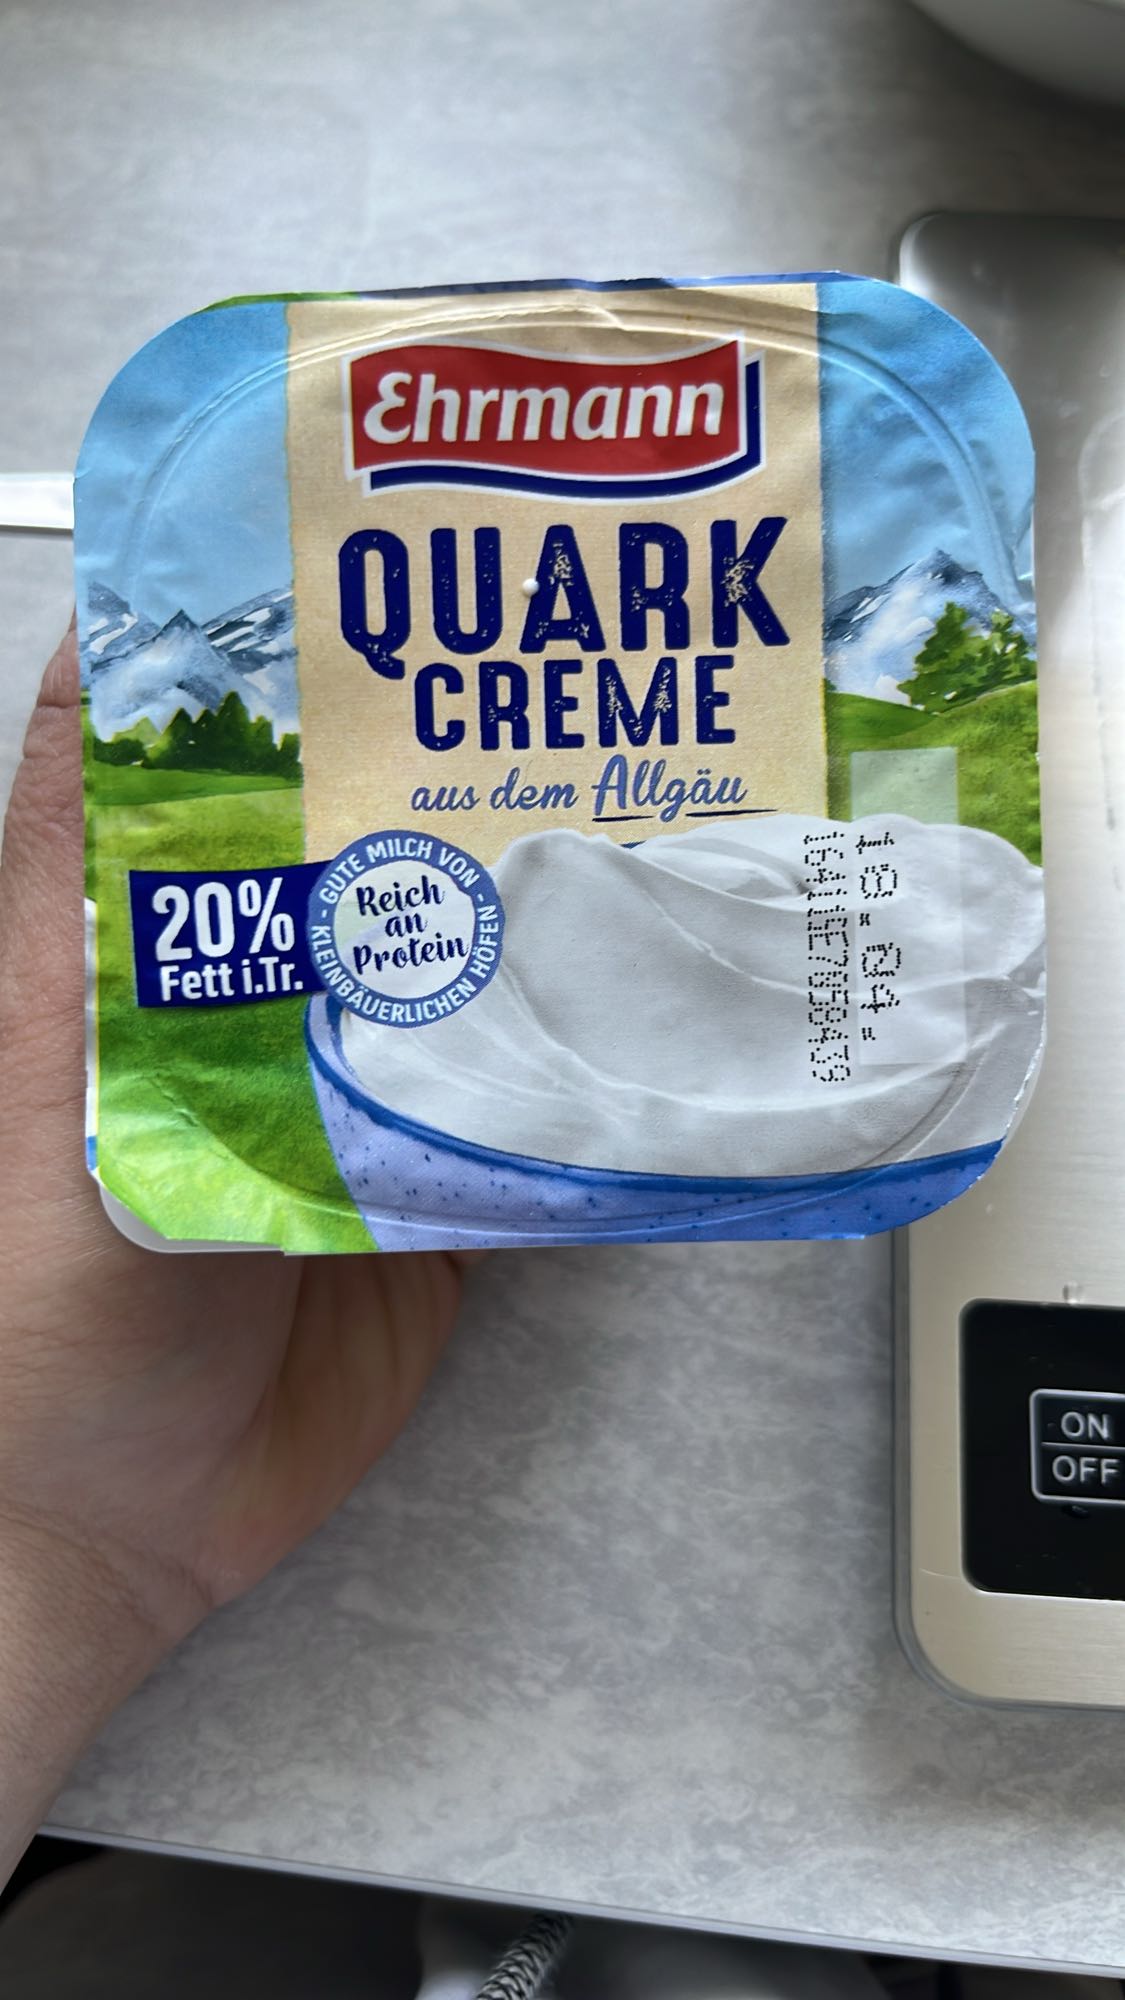 Ehrmann
QUARK
CREME
aus dem Allgäu
20%
Fett i.Tr.
- GUTE MILCH VON - KLEINBÄUERLICHEN HÖFEN
Reich
an
Protein
ON
OFF